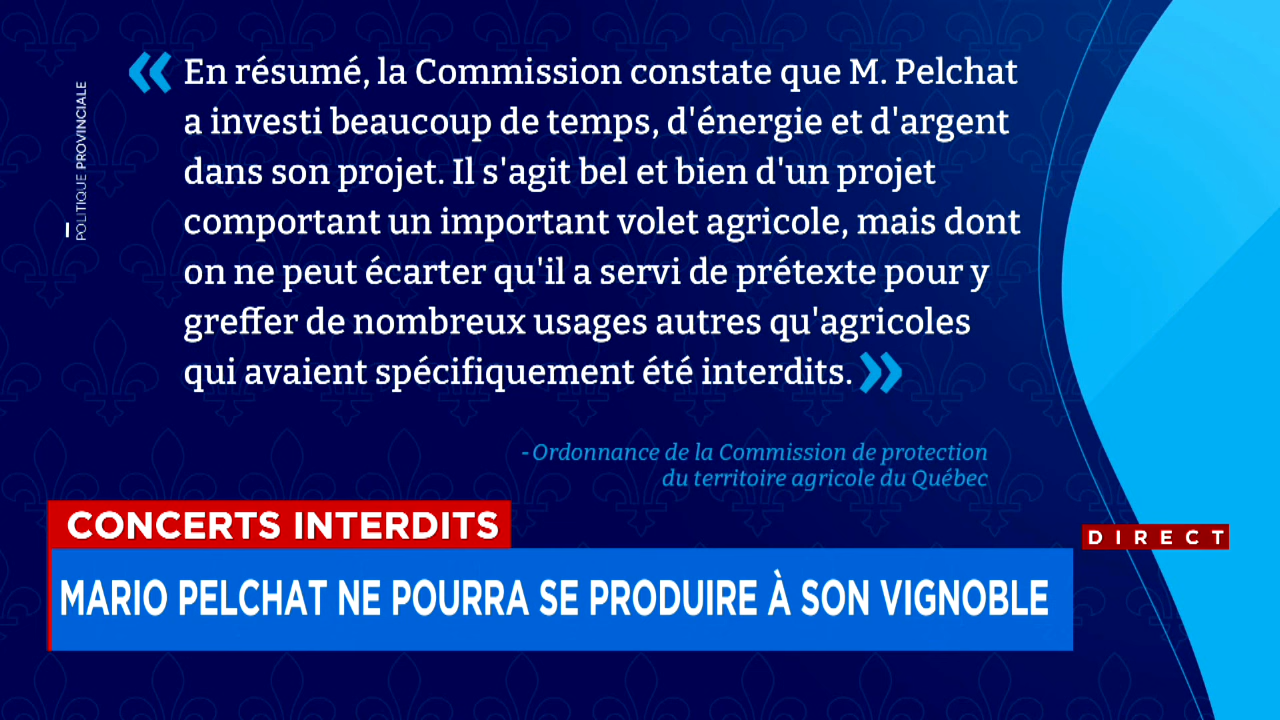 POLITIQUE PROVINCIALE
« En résumé, la Commission constate que M. Pelchat
a investi beaucoup de temps, d'énergie et d'argent
dans son projet. Il s'agit bel et bien d'un projet
comportant un important volet agricole, mais dont
on ne peut écarter qu'il a servi de prétexte pour y
greffer de nombreux usages autres qu'agricoles
qui avaient spécifiquement été interdits. »
- Ordonnance de la Commission de protection
du territoire agricole du Québec
CONCERTS INTERDITS
DIRECT
MARIO PELCHAT NE POURRA SE PRODUIRE À SON VIGNOBLE